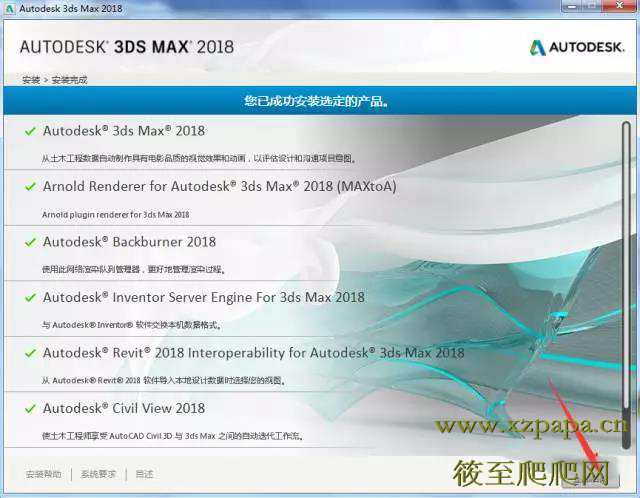 Autodesk 3ds Max 2018
AUTODESK® 3DS MAX® 2018
AUTODESK.
安装 > 安装完成
您已成功安装选定的产品。
Autodesk® 3ds Max® 2018
从土木工程数据自动制作具有电影品质的视觉效果和动画，以评估设计和沟通项目意图。
Arnold Renderer for Autodesk® 3ds Max® 2018 (MAXtoA)
Arnold plugin renderer for 3ds Max 2018
Autodesk® Backburner 2018
使用此网络渲染队列管理器，更好地管理渲染过程。
Autodesk® Inventor Server Engine For 3ds Max 2018
与 Autodesk® Inventor® 软件交换本机数据格式。
Autodesk® Revit® 2018 Interoperability for Autodesk® 3ds Max 2018
从 Autodesk® Revit® 2018 软件导入本地设计数据时选择您的视图。
Autodesk® Civil View 2018
使土木工程师享受 AutoCAD Civil 3D 与 3ds Max 之间的自动迭代工作流。
www.xzpapa.cn
筱至爬爬网
安装帮助 | 系统要求 | 自述